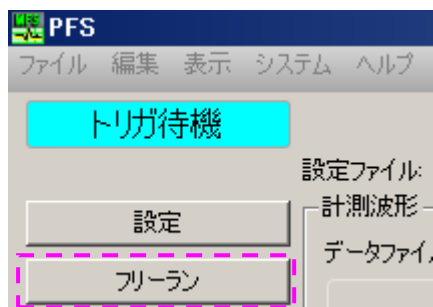 PFS
ファイル 編集 表示 システム ヘルプ
トリガ待機
設定ファイル:
設定
計測波形
データファイル
フリーラン